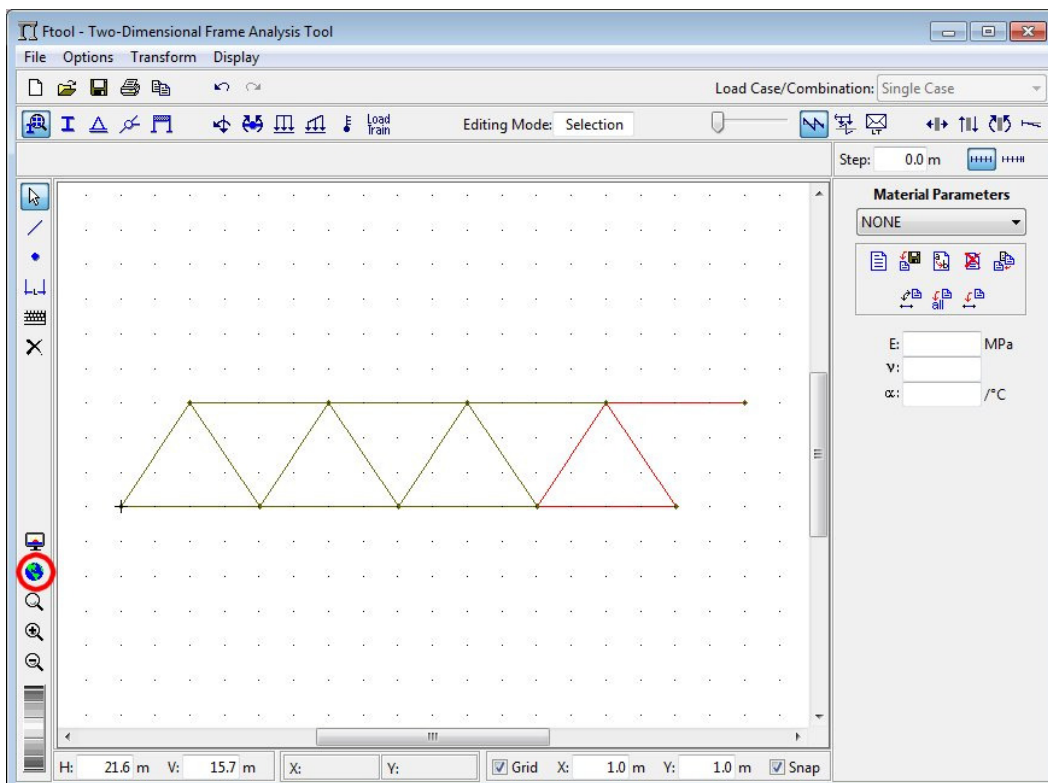 Ftool - Two-Dimensional Frame Analysis Tool
File Options Transform Display
Load Case/Combination: Single Case
Load
Train
Editing Mode: Selection
Step: 0.0 m
Material Parameters
NONE
all
E: MPa
ν:
α: /°C
H: 21.6 m V: 15.7 m X: Y: Grid X: 1.0 m Y: 1.0 m Snap